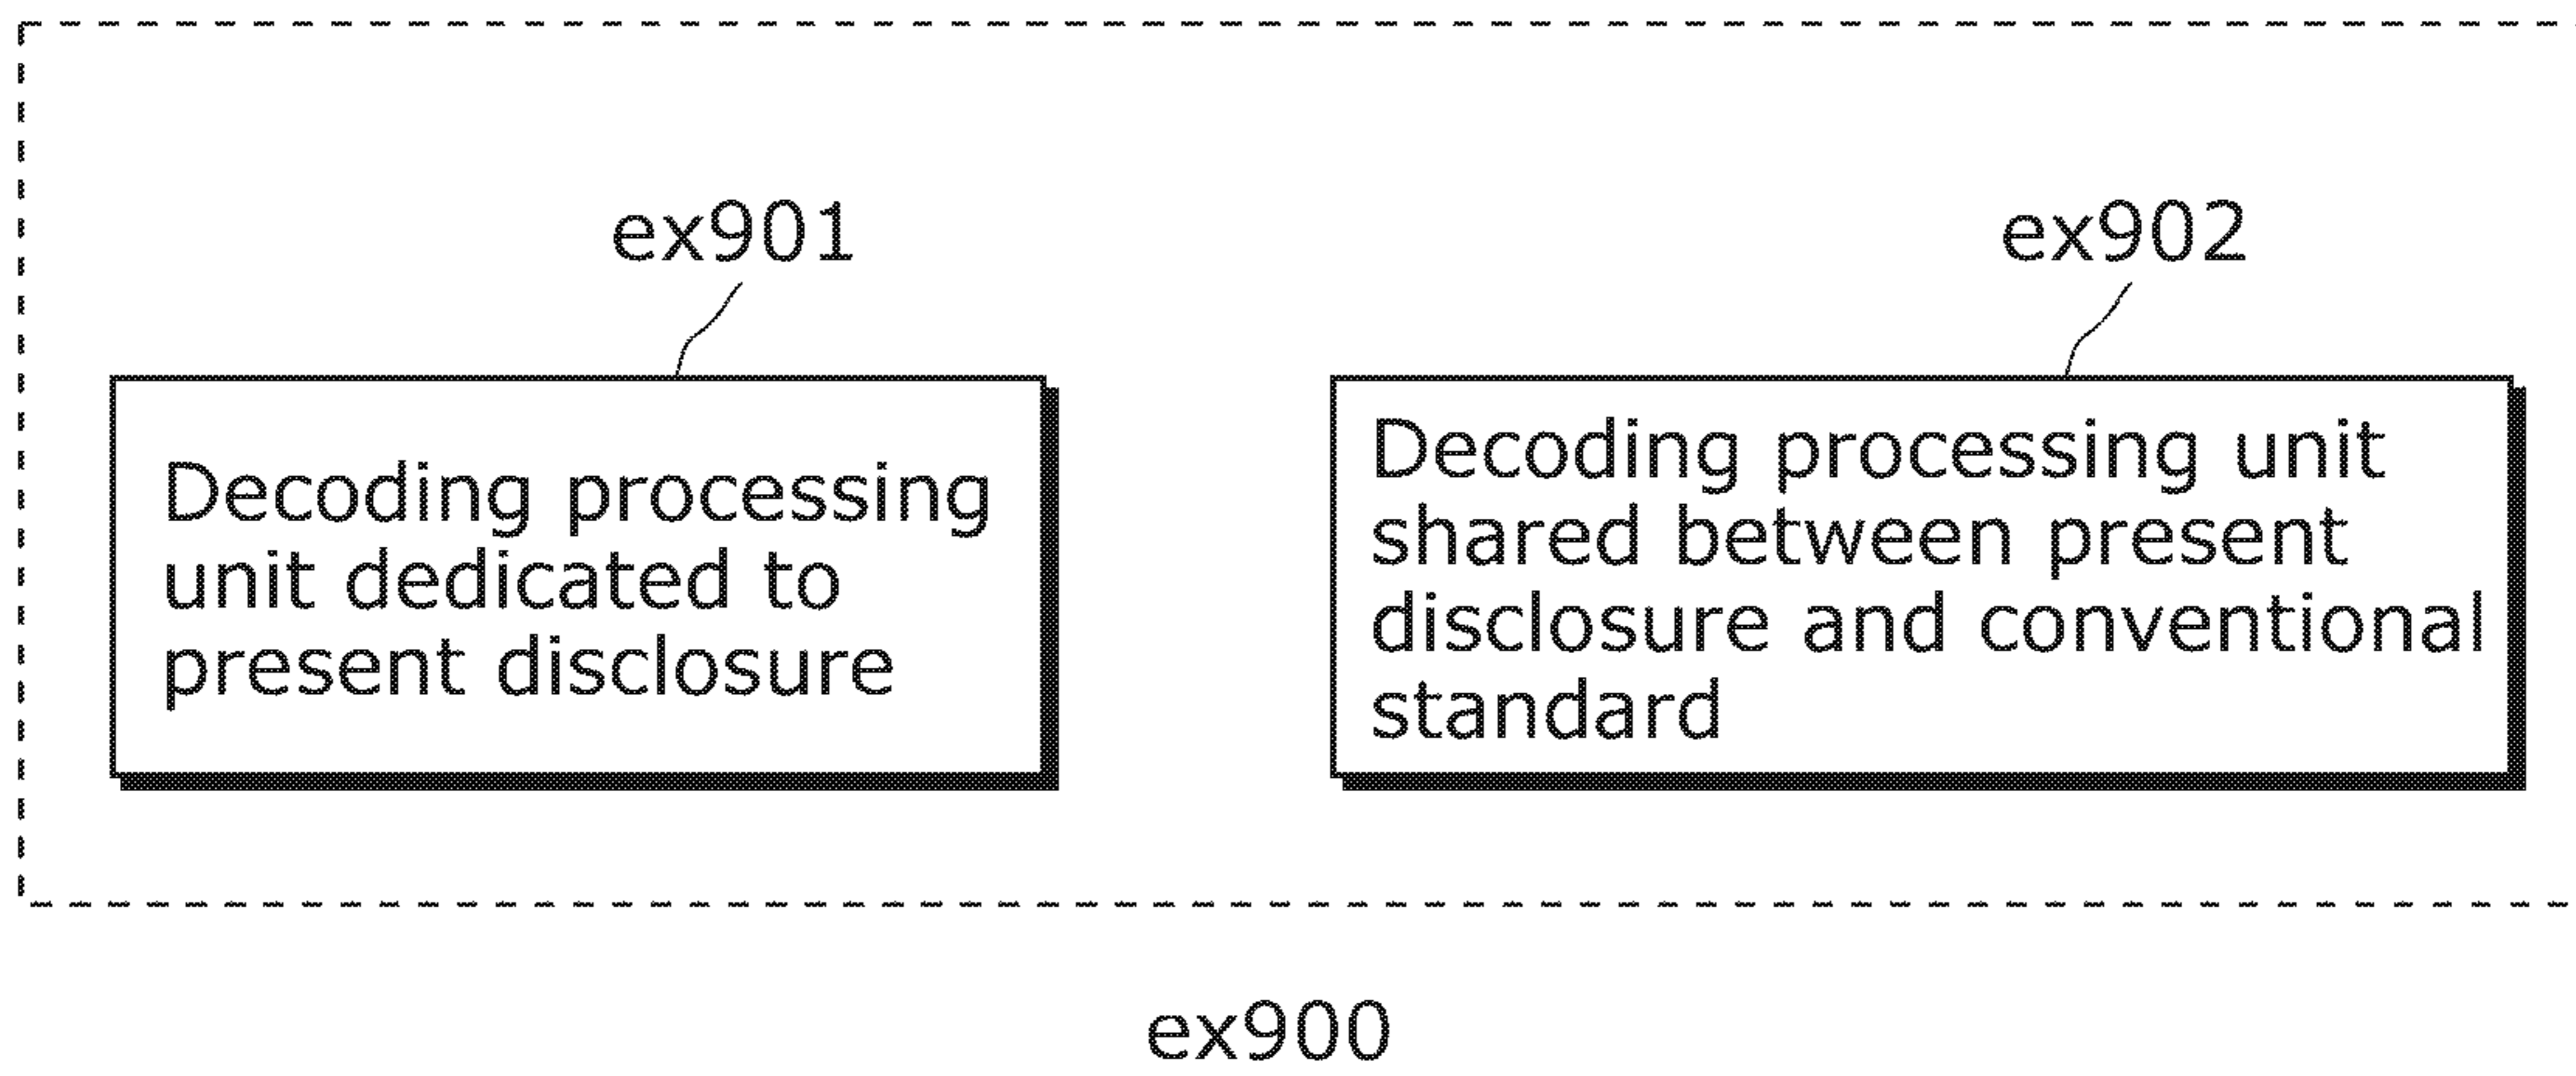 ex901
ex902
Decoding processing
unit dedicated to
present disclosure
Decoding processing unit
shared between present
disclosure and conventional
standard
ex900